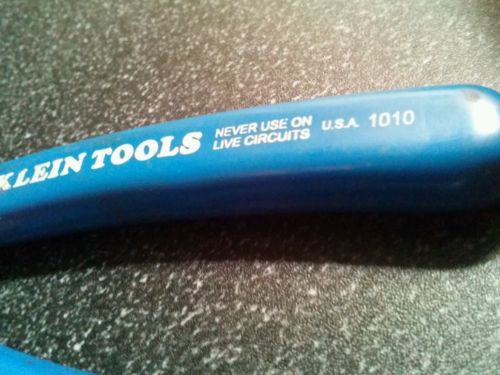 KLEIN TOOLS
NEVER USE ON
LIVE CIRCUITS
U.S.A. 1010